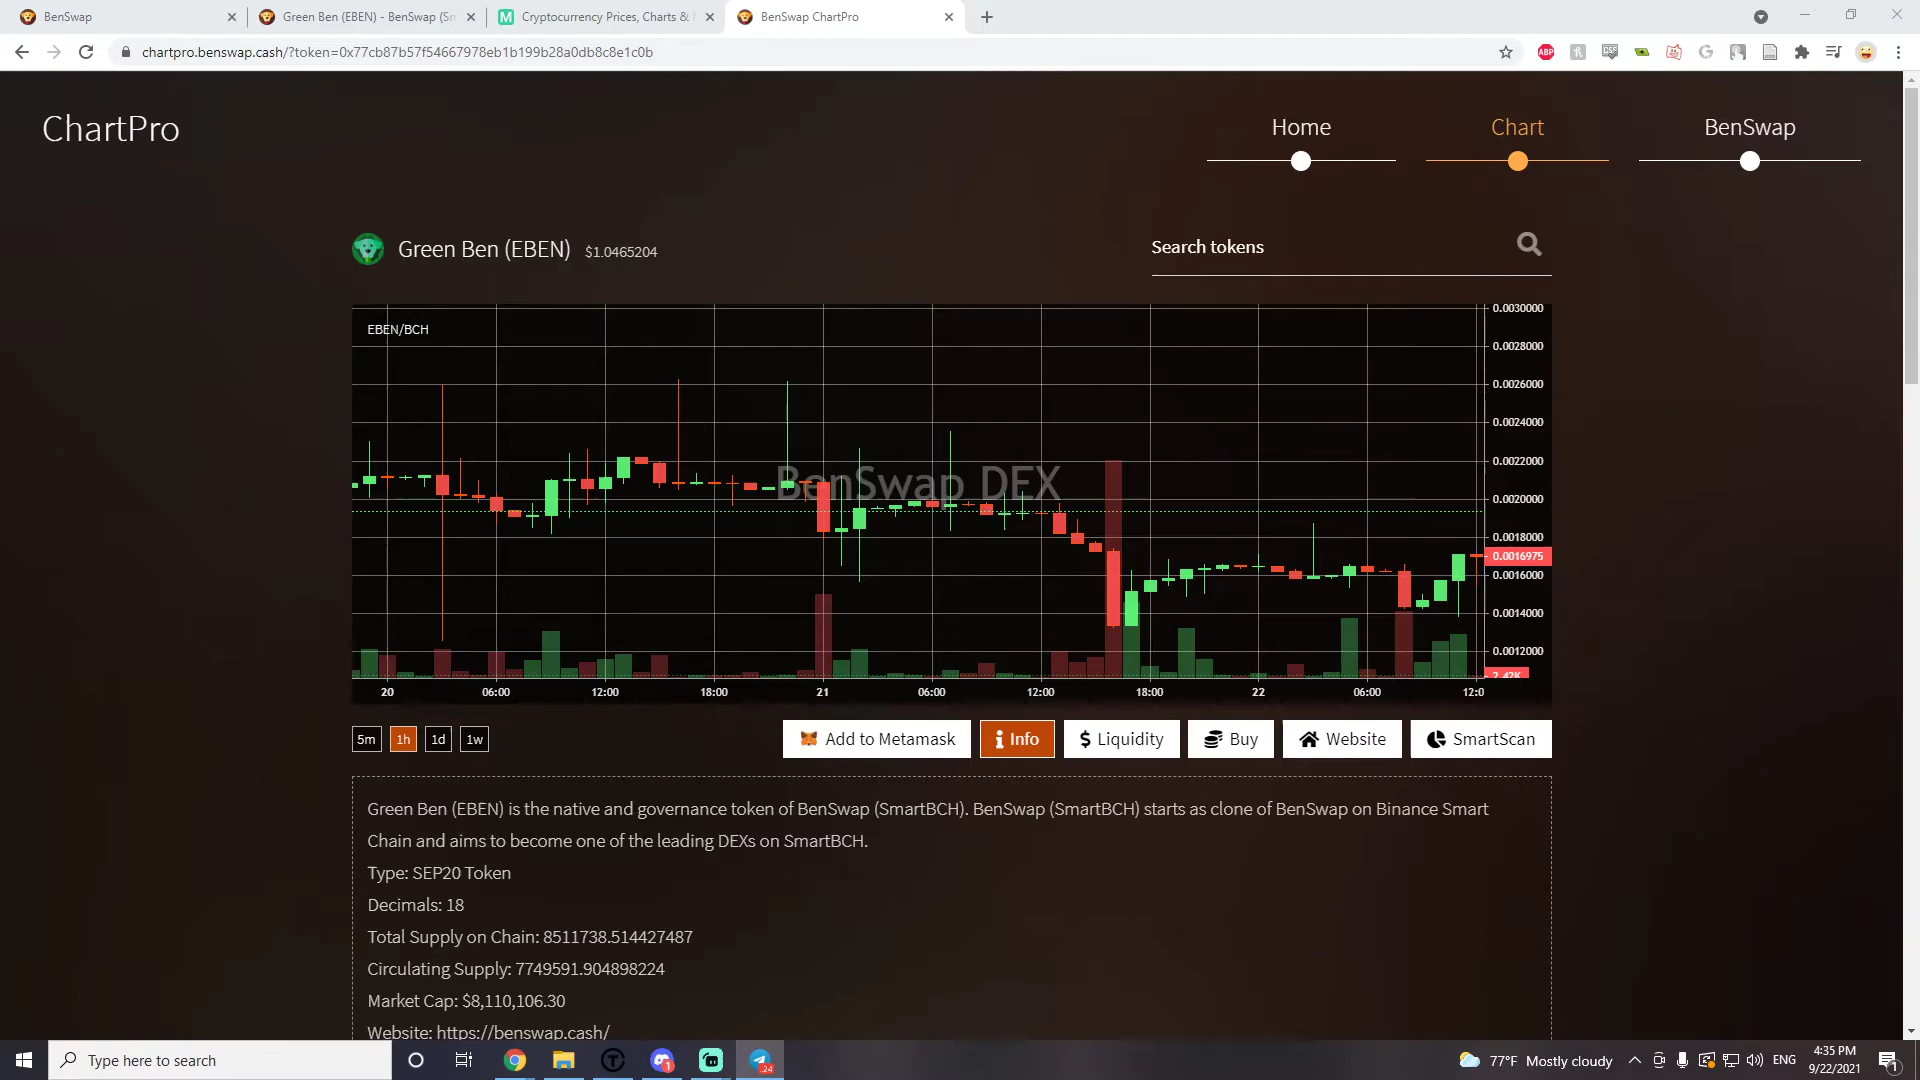 BenSwap
Green Ben (EBEN) - BenSwap (Sm
Cryptocurrency Prices, Charts &
BenSwap ChartPro
chartpro.benswap.cash/?token=0x77cb87b57f54667978eb1b199b28a0db8c8e1c0b
ABP
ChartPro
Home
Chart
BenSwap
Green Ben (EBEN) $1.0465204
Search tokens
EBEN/BCH
BenSwap DEX
0.0030000
0.0028000
0.0026000
0.0024000
0.0022000
0.0020000
0.0018000
0.0016975
0.0016000
0.0014000
0.0012000
2.42K
20 06:00 12:00 18:00 21 06:00 12:00 18:00 22 06:00 12:0
5m 1h 1d 1w
Add to Metamask
Info
Liquidity
Buy
Website
SmartScan
Green Ben (EBEN) is the native and governance token of BenSwap (SmartBCH). BenSwap (SmartBCH) starts as clone of BenSwap on Binance Smart
Chain and aims to become one of the leading DEXs on SmartBCH.
Type: SEP20 Token
Decimals: 18
Total Supply on Chain: 8511738.514427487
Circulating Supply: 7749591.904898224
Market Cap: $8,110,106.30
Website: https://benswap.cash/
Type here to search
77°F Mostly cloudy
ENG
4:35 PM
9/22/2021